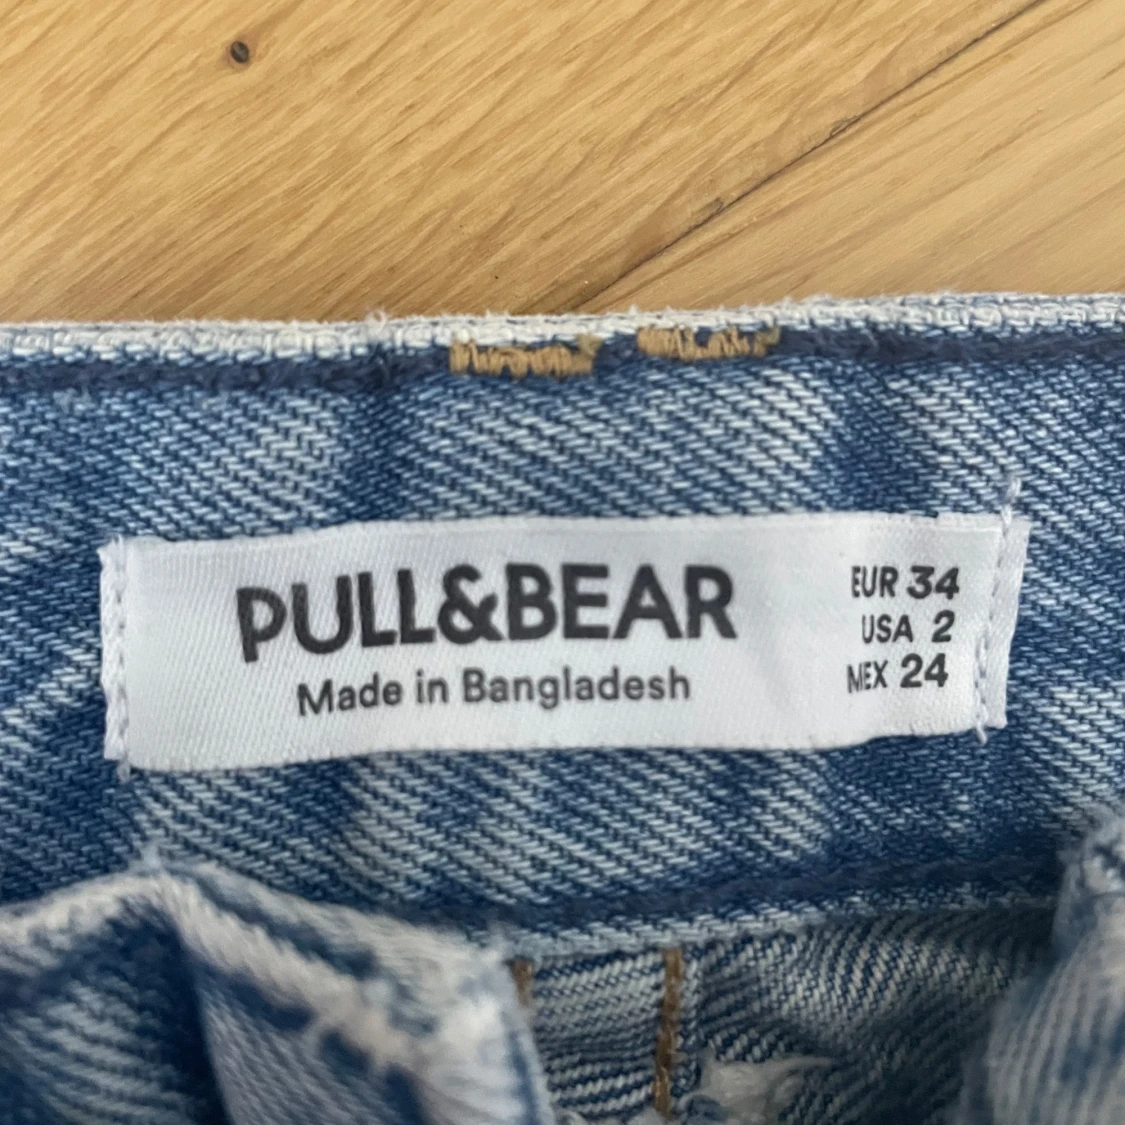 PULL&BEAR
Made in Bangladesh
EUR 34
USA 2
MEX 24